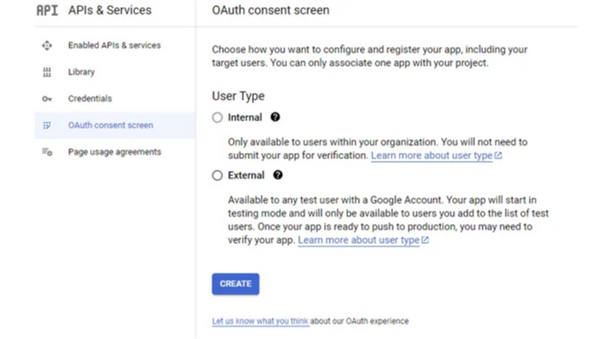 API APIs & Services
OAuth consent screen
Enabled APIs & services
Library
Credentials
OAuth consent screen
Page usage agreements
Choose how you want to configure and register your app, including your
target users. You can only associate one app with your project.
User Type
Internal ?
Only available to users within your organization. You will not need to
submit your app for verification. Learn more about user type
External ?
Available to any test user with a Google Account. Your app will start in
testing mode and will only be available to users you add to the list of test
users. Once your app is ready to push to production, you may need to
verify your app. Learn more about user type
CREATE
Let us know what you think about our OAuth experience